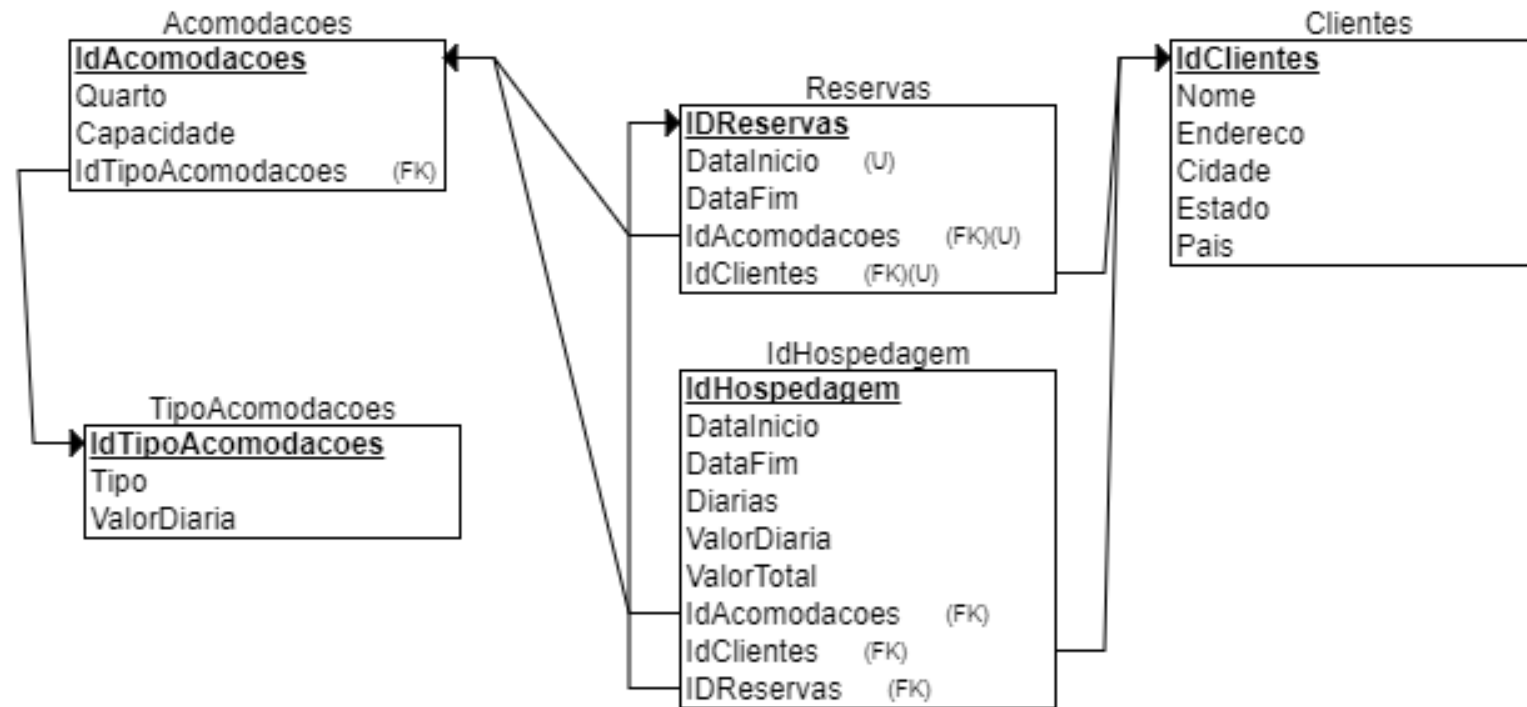 Acomodacoes
IdAcomodacoes
Quarto
Capacidade
IdTipoAcomodacoes (FK)
TipoAcomodacoes
IdTipoAcomodacoes
Tipo
ValorDiaria
Reservas
IDReservas
DataInicio (U)
DataFim
IdAcomodacoes (FK)(U)
IdClientes (FK)(U)
IdHospedagem
IdHospedagem
DataInicio
DataFim
Diarias
ValorDiaria
ValorTotal
IdAcomodacoes (FK)
IdClientes (FK)
IDReservas (FK)
Clientes
IdClientes
Nome
Endereco
Cidade
Estado
Pais